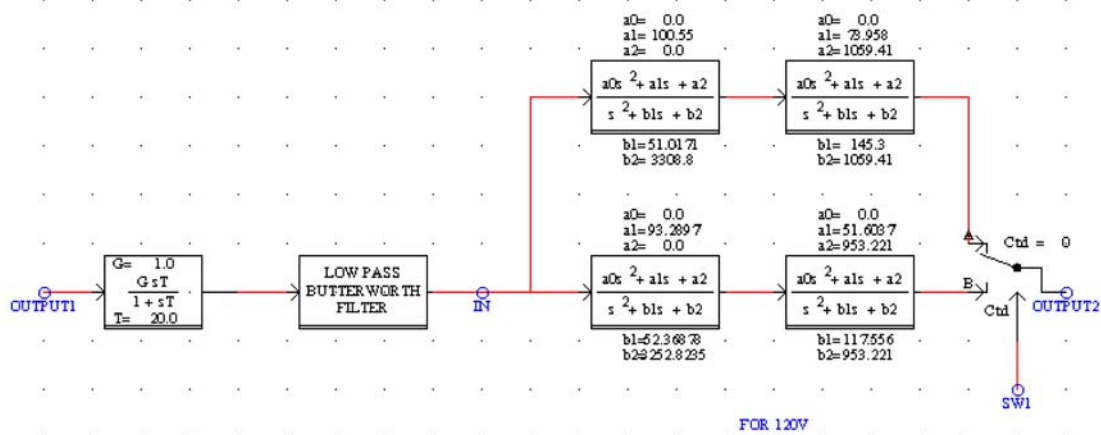 a0= 0.0
a1= 100.55
a2= 0.0
a0s 2+ a1s + a2
s 2+ b1s + b2
b1=51.0171
b2= 3308.8
a0= 0.0
a1= 73.958
a2=1059.41
a0s 2+ a1s + a2
s 2+ b1s + b2
b1= 145.3
b2=1059.41
OUTPUT1
G= 1.0
G sT
1 + sT
T= 20.0
LOW PASS
BUTTERWORTH
FILTER
IN
a0= 0.0
a1=93.2897
a2= 0.0
a0s 2+ a1s + a2
s 2+ b1s + b2
b1=52.36878
b2=3252.8235
a0= 0.0
a1=51.6037
a2=953.221
a0s 2+ a1s + a2
s 2+ b1s + b2
b1=117.556
b2=953.221
A
Ctrl = 0
B
Ctrl
OUTPUT2
SW1
FOR 120V